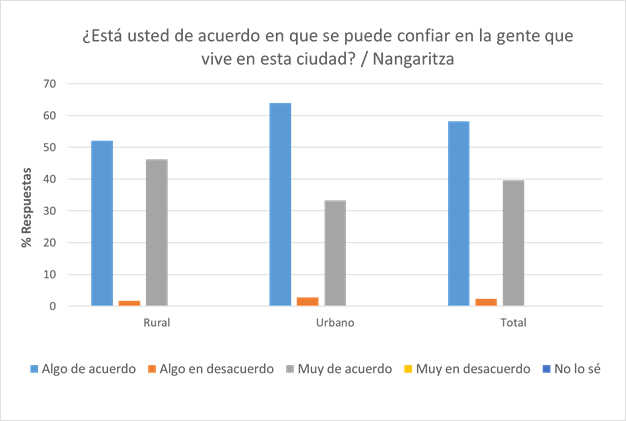 ¿Está usted de acuerdo en que se puede confiar en la gente que
vive en esta ciudad? / Nangaritza
70
60
50
40
30
20
10
0
% Respuestas
Rural Urbano Total
Algo de acuerdo Algo en desacuerdo Muy de acuerdo Muy en desacuerdo No lo sé